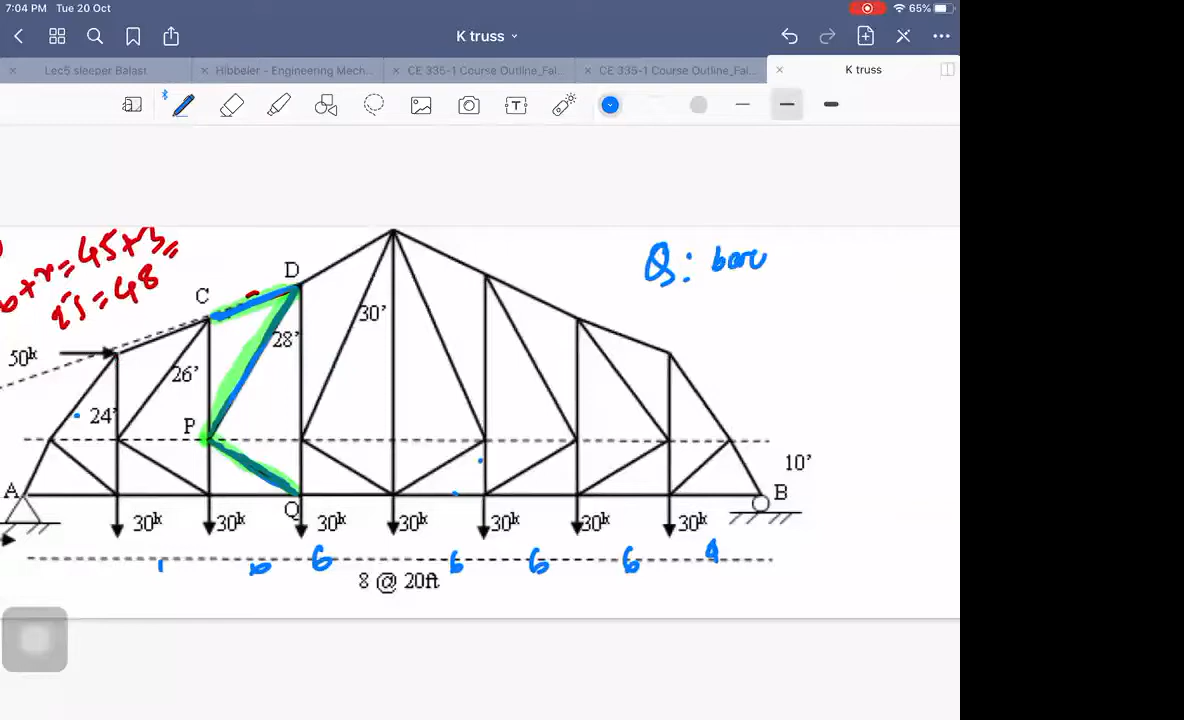 7:04 PM Tue 20 Oct
65%
K truss
Lec5 sleeper Balast
Hibbeler - Engineering Mech...
CE 335-1 Course Outline_Fal...
CE 335-1 Course Outline_Fal...
K truss
= 45 + 3
= 48
Q:
D
C
30'
28'
50k
26'
24'
P
10'
A
B
Q
30k 30k 30k 30k 30k 30k 30k
6 6 6 6 6
8 @ 20ft